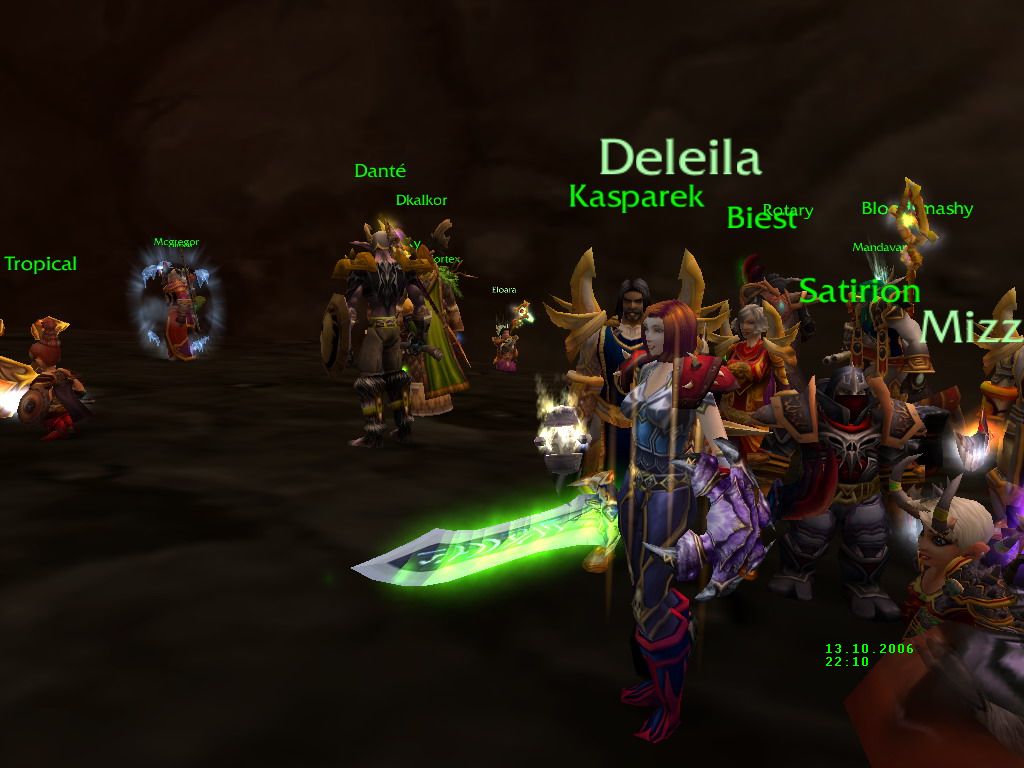 Deleila
Danté
Kasparek
Dkalkor
Biest
Rotary
Mcgregor
Mandavar
Tropical
Eloara
Satirion
Mizz
13.10.2006
22:10